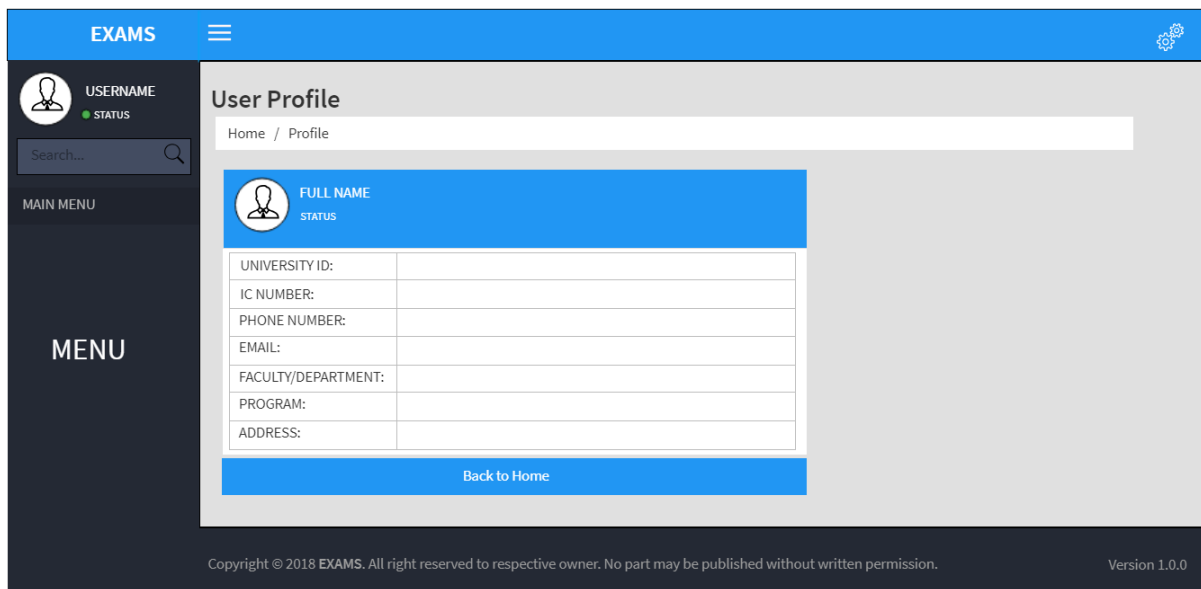 EXAMS
USERNAME
STATUS
Search...
MAIN MENU
MENU
User Profile
Home / Profile
FULL NAME
STATUS
UNIVERSITY ID:
IC NUMBER:
PHONE NUMBER:
EMAIL:
FACULTY/DEPARTMENT:
PROGRAM:
ADDRESS:
Back to Home
Copyright © 2018 EXAMS. All right reserved to respective owner. No part may be published without written permission.
Version 1.0.0